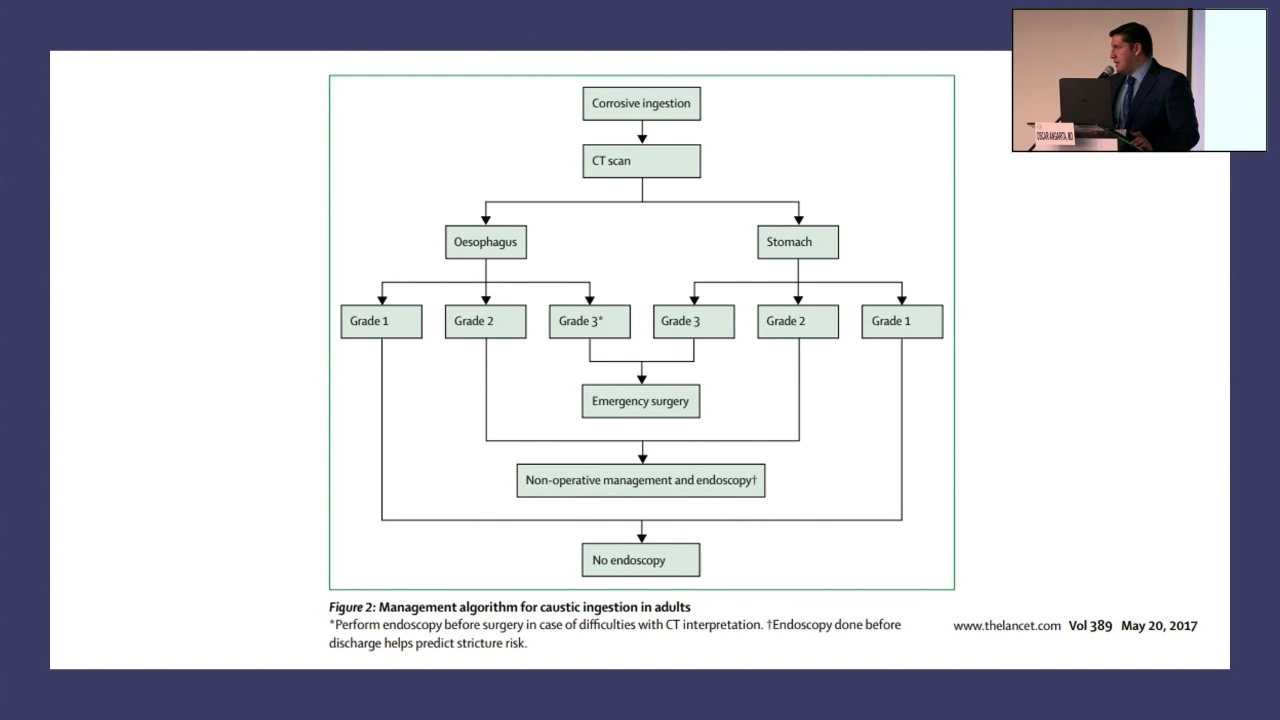 OSCAR ANGARITA, MD
Corrosive ingestion
CT scan
Oesophagus
Stomach
Grade 1
Grade 2
Grade 3*
Grade 3
Grade 2
Grade 1
Emergency surgery
Non-operative management and endoscopy†
No endoscopy
Figure 2: Management algorithm for caustic ingestion in adults
*Perform endoscopy before surgery in case of difficulties with CT interpretation. †Endoscopy done before
discharge helps predict stricture risk.
www.thelancet.com Vol 389 May 20, 2017